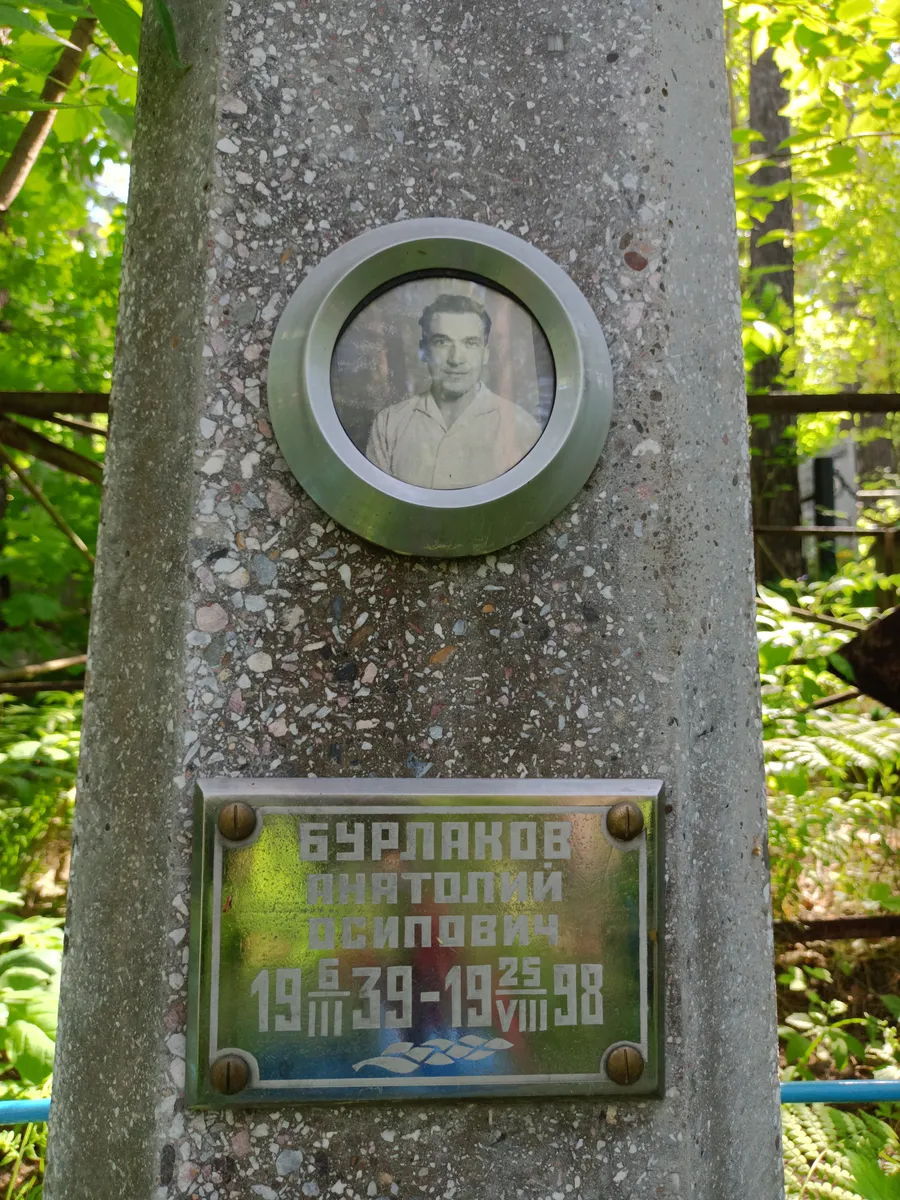 БУРЛАКОВ
АНАТОЛИЙ
ОСИПОВИЧ
19 6/III 39 - 19 25/VIII 98